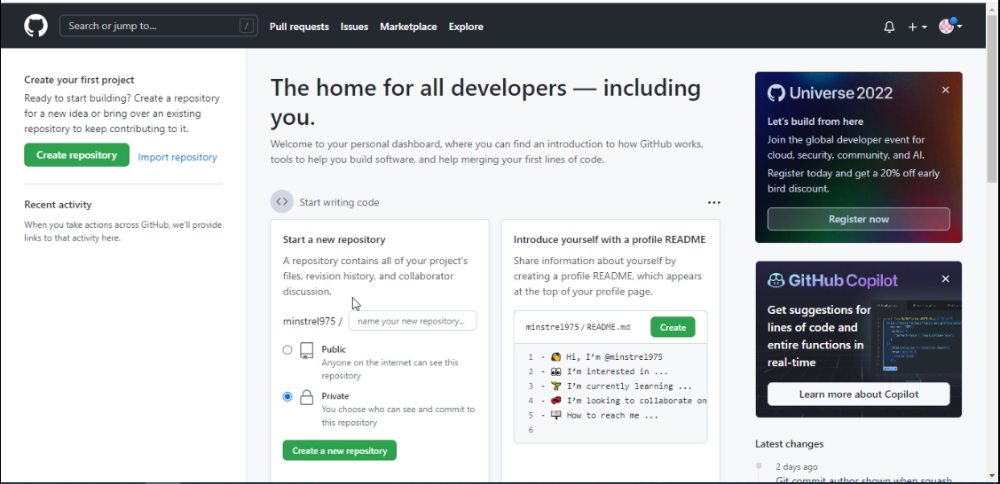 Search or jump to... /
Pull requests
Issues
Marketplace
Explore
Create your first project
Ready to start building? Create a repository
for a new idea or bring over an existing
repository to keep contributing to it.
Create repository
Import repository
Recent activity
When you take actions across GitHub, we'll provide
links to that activity here.
The home for all developers — including
you.
Welcome to your personal dashboard, where you can find an introduction to how GitHub works,
tools to help you build software, and help merging your first lines of code.
<> Start writing code
Start a new repository
A repository contains all of your project's
files, revision history, and collaborator
discussion.
minstrel975 / name your new repository...
Public
Anyone on the internet can see this
repository
Private
You choose who can see and commit to
this repository
Create a new repository
Introduce yourself with a profile README
Share information about yourself by
creating a profile README, which appears
at the top of your profile page.
minstrel975/README.md
Create
1 - 👋 Hi, I'm @minstrel975
2 - 👀 I'm interested in ...
3 - 🌱 I'm currently learning ...
4 - 💞️ I'm looking to collaborate on
5 - 📫 How to reach me ...
6
Universe 2022
Let's build from here
Join the global developer event for
cloud, security, community, and AI.
Register today and get a 20% off early
bird discount.
Register now
GitHub Copilot
Get suggestions for
lines of code and
entire functions in
real-time
Learn more about Copilot
Latest changes
2 days ago
Git commit author shown when squash